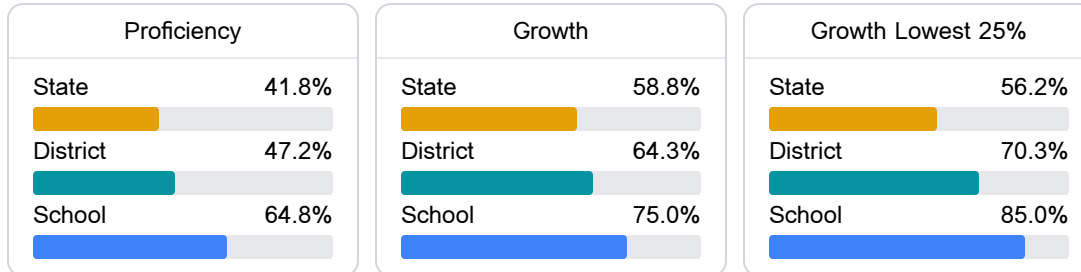 Proficiency
State 41.8%
District 47.2%
School 64.8%
Growth
State 58.8%
District 64.3%
School 75.0%
Growth Lowest 25%
State 56.2%
District 70.3%
School 85.0%